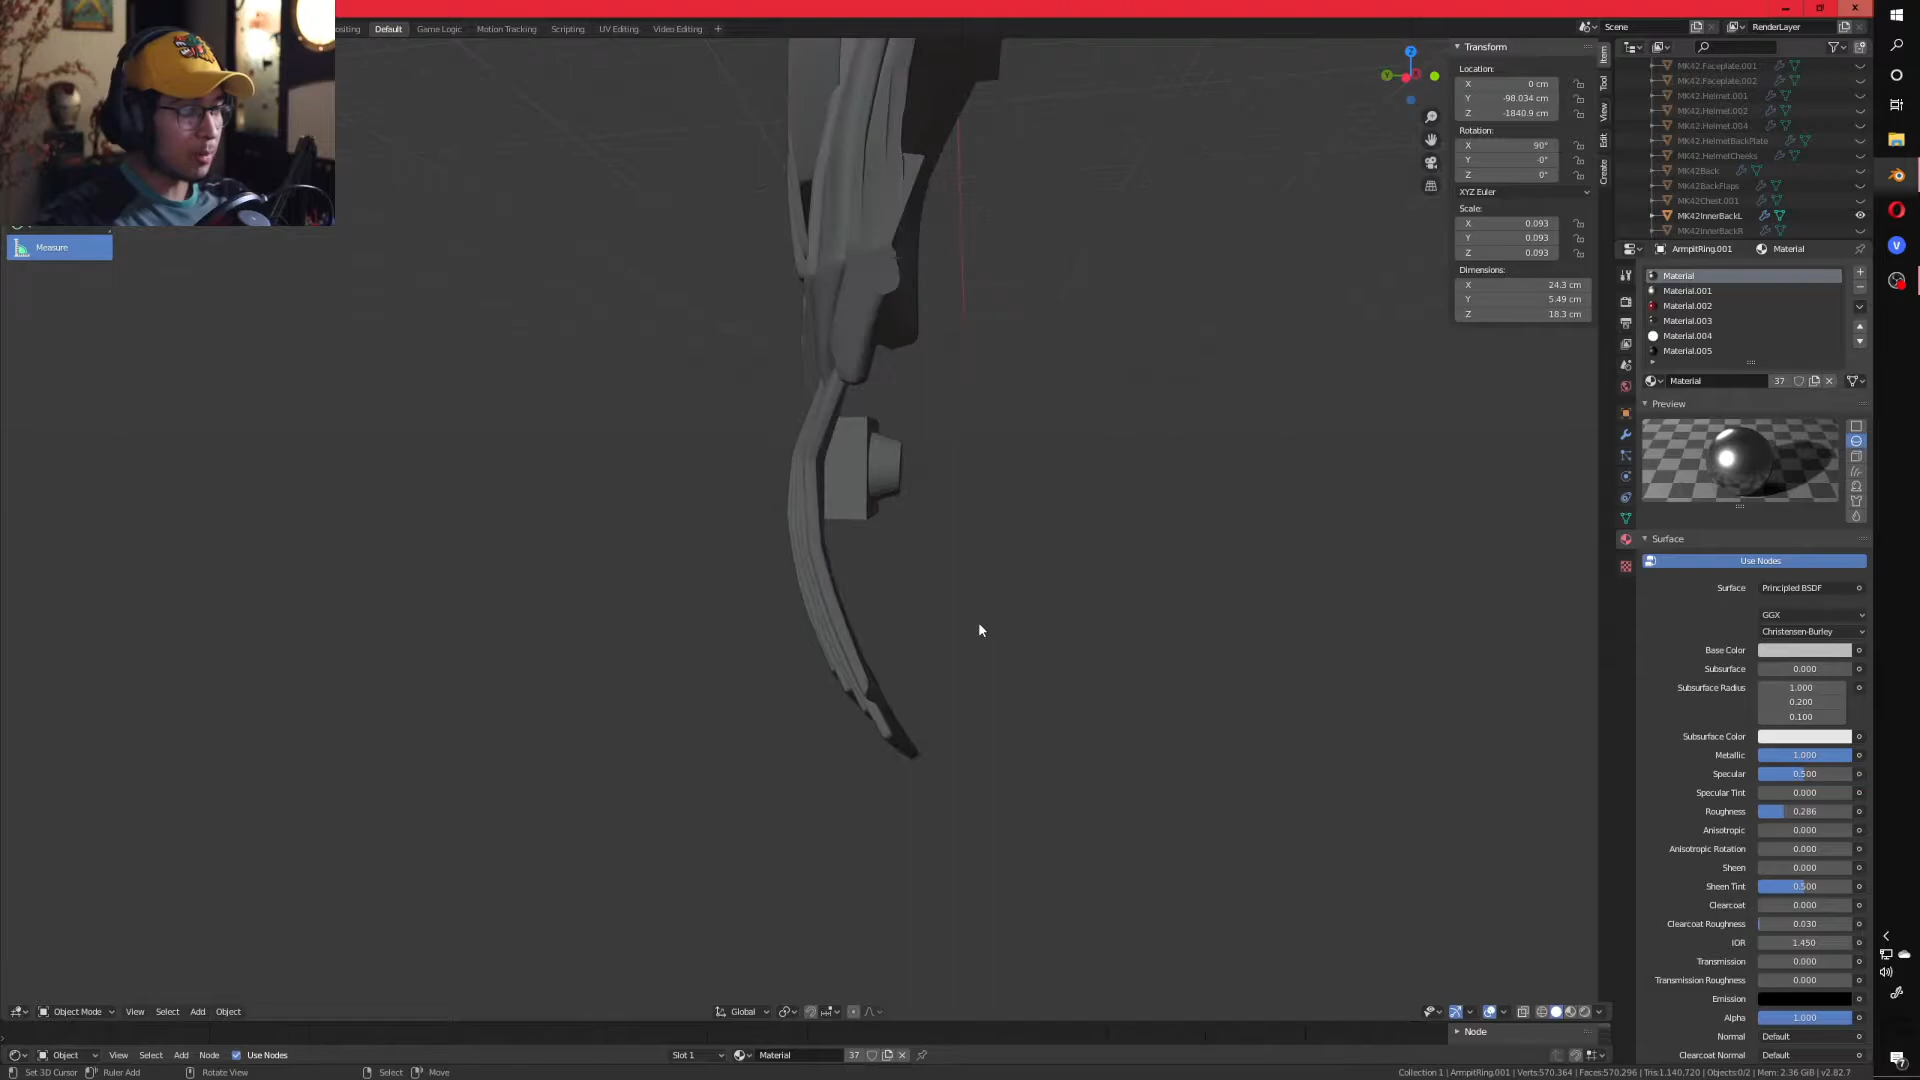 ositing Default Game Logic Motion Tracking Scripting UV Editing Video Editing +
Scene
RenderLayer
Measure
Transform
Location:
X 0 cm
Y -98.034 cm
Z -1840.9 cm
Rotation:
X 90°
Y -0°
Z 0°
XYZ Euler
Scale:
X 0.093
Y 0.093
Z 0.093
Dimensions:
X 24.3 cm
Y 5.49 cm
Z 18.3 cm
Item
Tool
View
Edit
Create
MK42.Faceplate.001
MK42.Faceplate.002
MK42.Helmet.001
MK42.Helmet.002
MK42.Helmet.004
MK42.HelmetBackPlate
MK42.HelmetCheeks
MK42Back
MK42BackFlaps
MK42Chest.001
MK42InnerBackL
MK42InnerBackR
ArmpitRing.001 Material
Material
Material.001
Material.002
Material.003
Material.004
Material.005
Material 37
Preview
Surface
Use Nodes
Surface Principled BSDF
GGX
Christensen-Burley
Base Color
Subsurface 0.000
Subsurface Radius 1.000
0.200
0.100
Subsurface Color
Metallic 1.000
Specular 0.500
Specular Tint 0.000
Roughness 0.286
Anisotropic 0.000
Anisotropic Rotation 0.000
Sheen 0.000
Sheen Tint 0.500
Clearcoat 0.000
Clearcoat Roughness 0.030
IOR 1.450
Transmission 0.000
Transmission Roughness 0.000
Emission
Alpha 1.000
Normal Default
Clearcoat Normal Default
Object Mode View Select Add Object
Global
Node
Object View Select Add Node Use Nodes
Slot 1 Material 37
Set 3D Cursor Ruler Add Rotate View Select Move
Collection 1 | ArmpitRing.001 | Verts:570,364 | Faces:570,296 | Tris:1,140,720 | Objects:0/2 | Mem: 2.36 GiB | v2.82.7